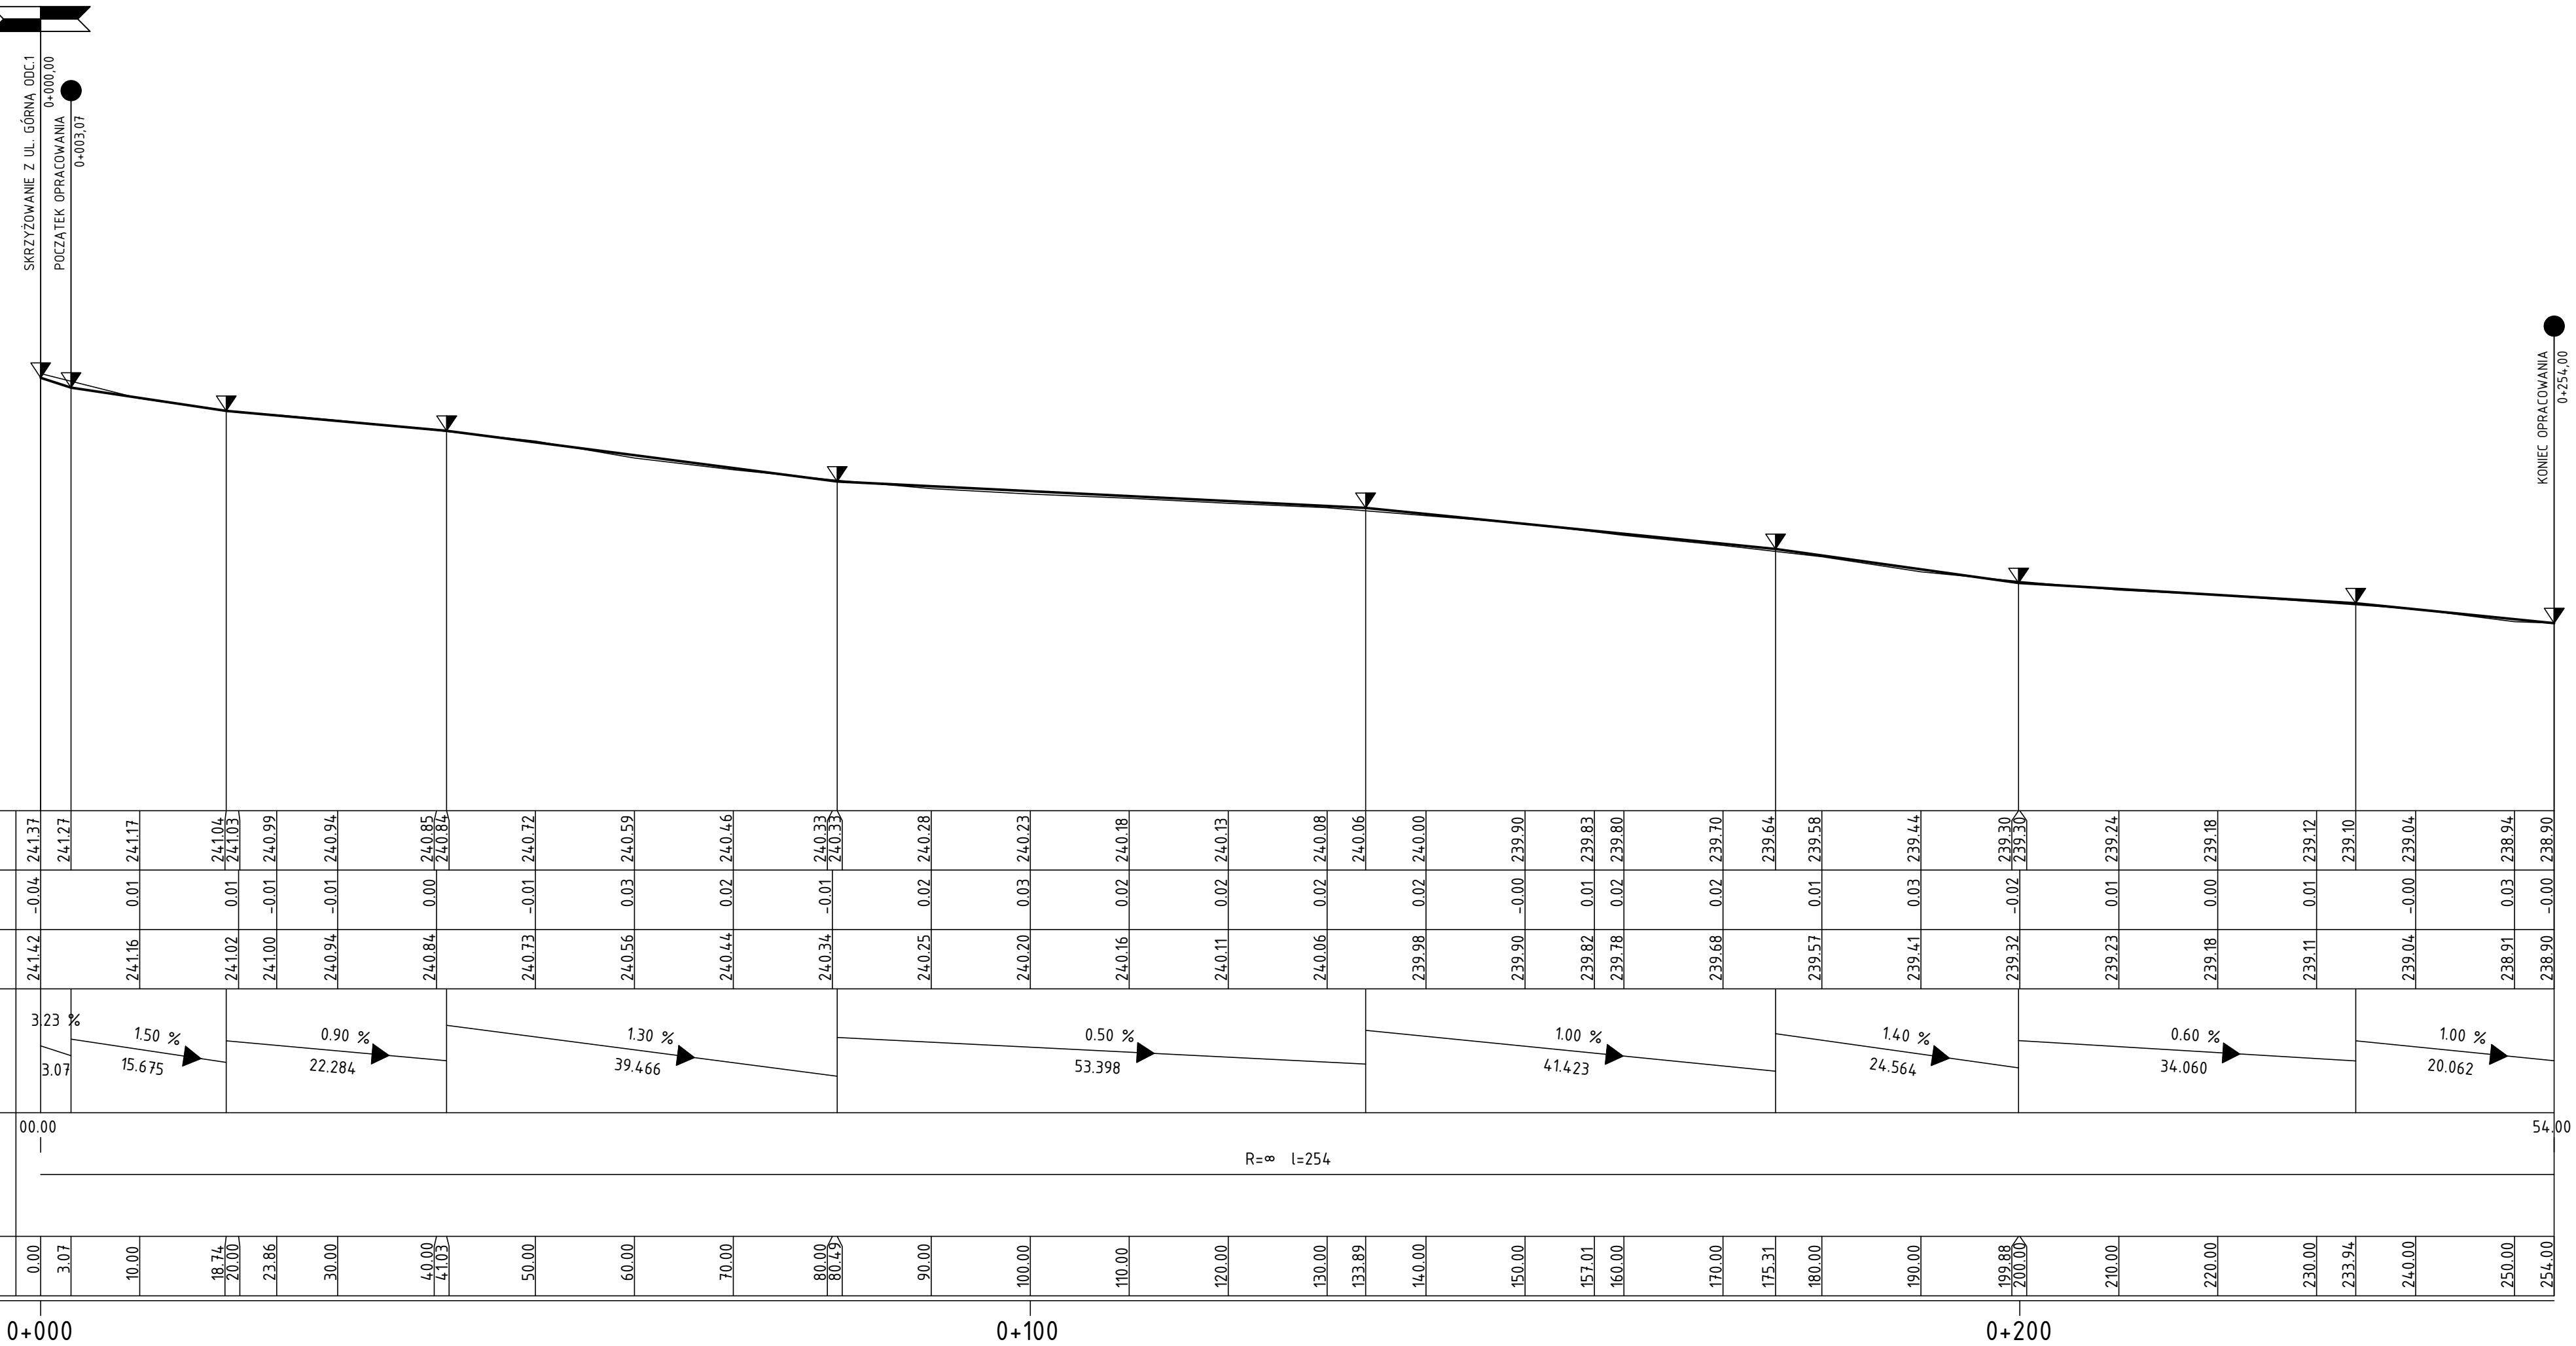 SKRZYŻOWANIE Z UL. GÓRNĄ ODC.1
0+000,00
POCZĄTEK OPRACOWANIA
0+003,07
KONIEC OPRACOWANIA
0+254,00
241.37 241.27 241.17 241.04 241.03 240.99 240.94 240.85 240.84 240.72 240.59 240.46 240.33 240.33 240.28 240.23 240.18 240.13 240.08 240.06 240.00 239.90 239.83 239.80 239.70 239.64 239.58 239.44 239.30 239.30 239.24 239.18 239.12 239.10 239.04 238.94 238.90
-0.04 0.01 0.01 -0.01 -0.01 0.00 -0.01 0.03 0.02 -0.01 0.02 0.03 0.02 0.02 0.02 0.02 -0.00 0.01 0.02 0.02 0.01 0.03 -0.02 0.01 0.00 0.01 -0.00 0.03 -0.00
241.42 241.16 241.02 241.00 240.94 240.84 240.73 240.56 240.44 240.34 240.25 240.20 240.16 240.11 240.06 239.98 239.90 239.82 239.78 239.68 239.57 239.41 239.32 239.23 239.18 239.11 239.04 238.91 238.90
3.23 % 1.50 % 0.90 % 1.30 % 0.50 % 1.00 % 1.40 % 0.60 % 1.00 %
3.07 15.675 22.284 39.466 53.398 41.423 24.564 34.060 20.062
00.00 54.00
R=∞ l=254
0.00 3.07 10.00 18.74 20.00 23.86 30.00 40.00 41.03 50.00 60.00 70.00 80.00 80.49 90.00 100.00 110.00 120.00 130.00 133.89 140.00 150.00 157.01 160.00 170.00 175.31 180.00 190.00 199.88 200.00 210.00 220.00 230.00 233.94 240.00 250.00 254.00
0+000 0+100 0+200